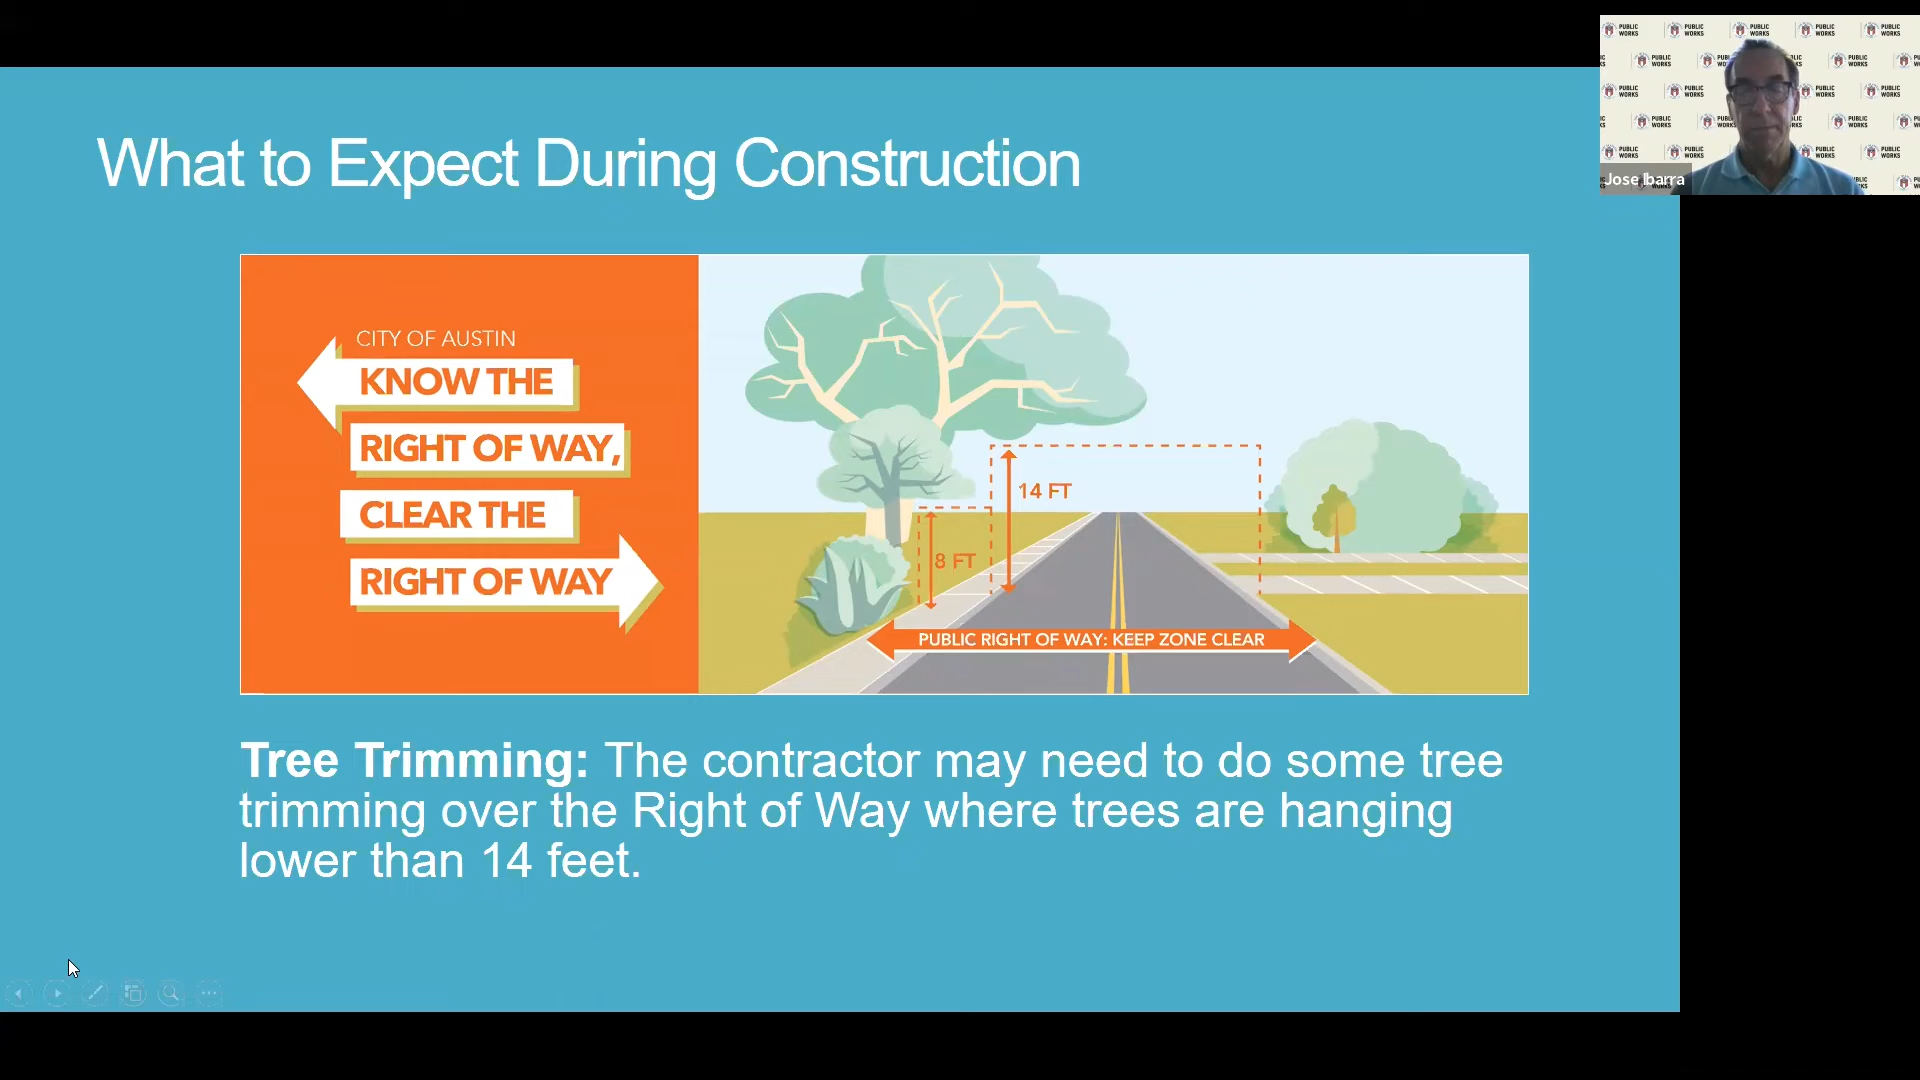 What to Expect During Construction
CITY OF AUSTIN
KNOW THE
RIGHT OF WAY,
CLEAR THE
RIGHT OF WAY
14 FT
8 FT
PUBLIC RIGHT OF WAY: KEEP ZONE CLEAR
Tree Trimming: The contractor may need to do some tree
trimming over the Right of Way where trees are hanging
lower than 14 feet.
PUBLIC
WORKS
Jose Ibarra